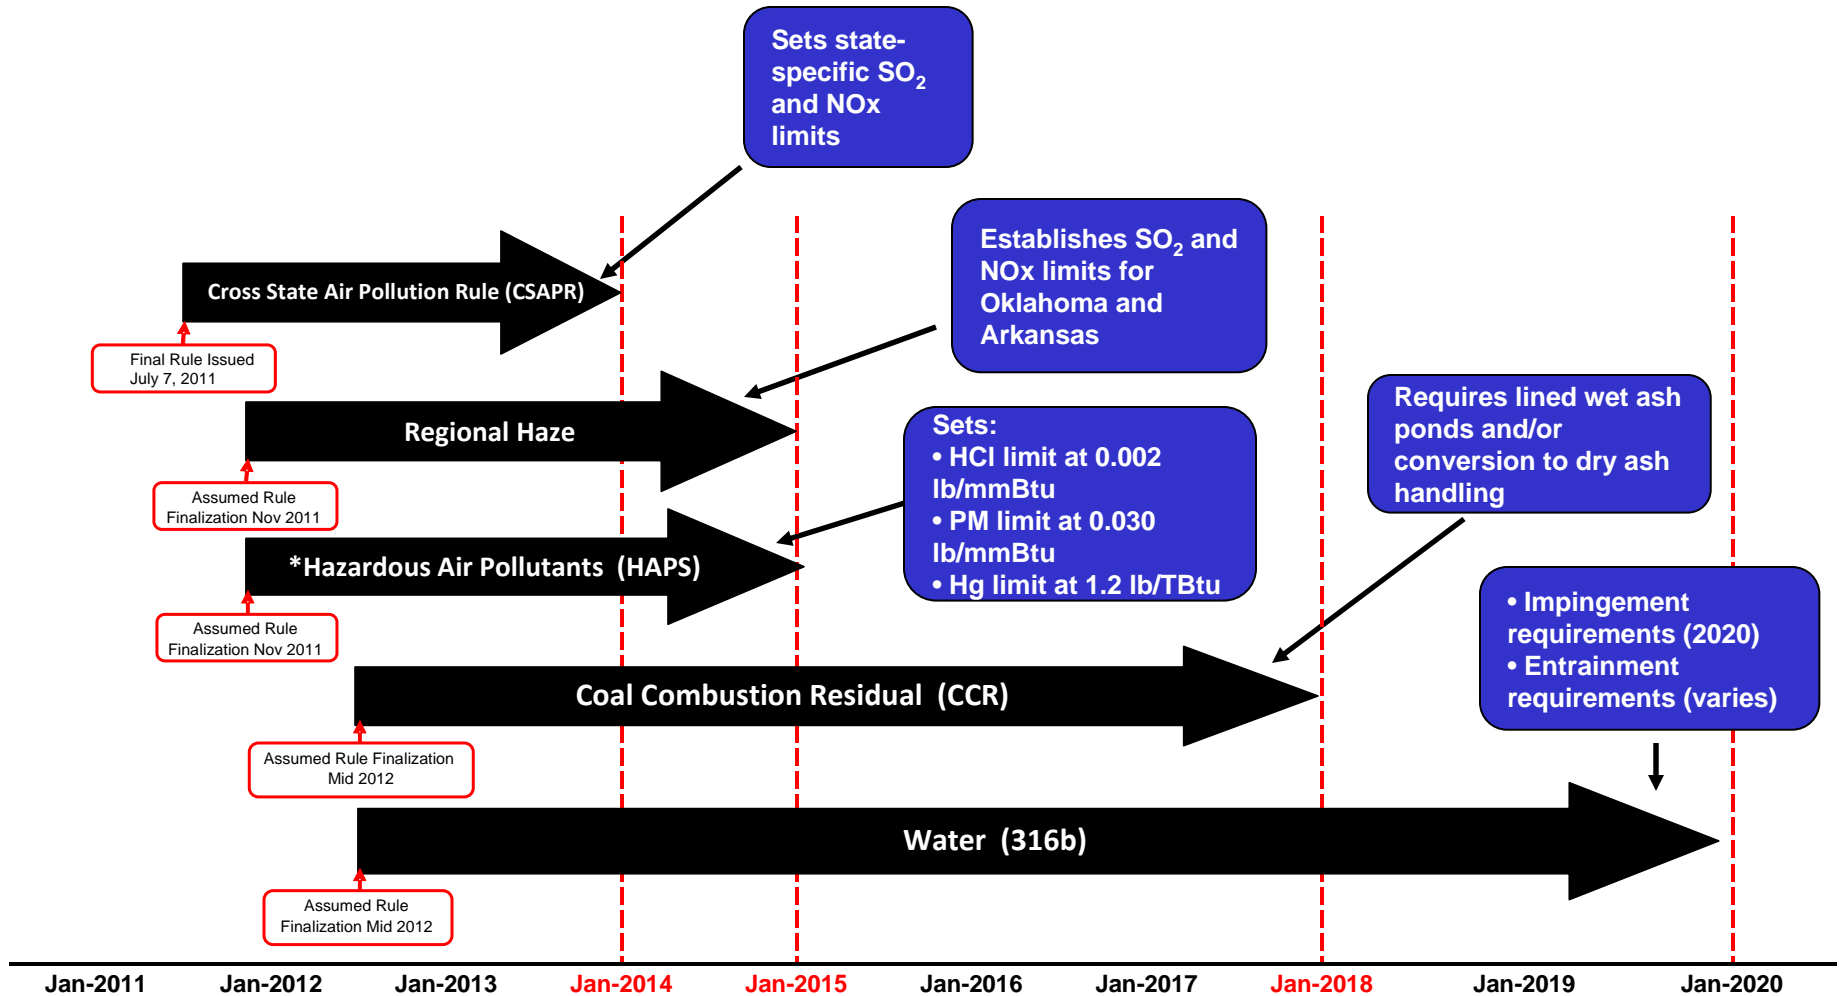 Sets state-
specific SO2
and NOx
limits
Cross State Air Pollution Rule (CSAPR)
Final Rule Issued
July 7, 2011
Establishes SO2 and
NOx limits for
Oklahoma and
Arkansas
Regional Haze
Assumed Rule
Finalization Nov 2011
Sets:
• HCl limit at 0.002
lb/mmBtu
• PM limit at 0.030
lb/mmBtu
• Hg limit at 1.2 lb/TBtu
*Hazardous Air Pollutants (HAPS)
Assumed Rule
Finalization Nov 2011
Requires lined wet ash
ponds and/or
conversion to dry ash
handling
Coal Combustion Residual (CCR)
Assumed Rule Finalization
Mid 2012
• Impingement
requirements (2020)
• Entrainment
requirements (varies)
Water (316b)
Assumed Rule
Finalization Mid 2012
Jan-2011 Jan-2012 Jan-2013 Jan-2014 Jan-2015 Jan-2016 Jan-2017 Jan-2018 Jan-2019 Jan-2020